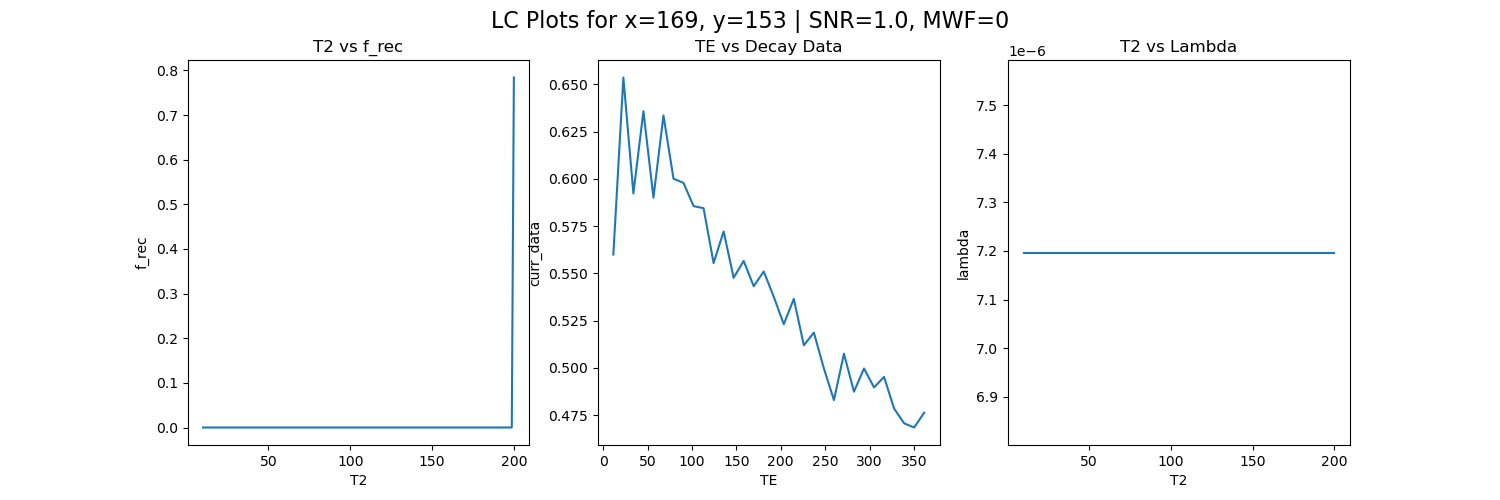 LC Plots for x=169, y=153 | SNR=1.0, MWF=0
T2 vs f_rec
0.8
0.7
0.6
0.5
0.4
0.3
0.2
0.1
0.0
f_rec
50 100 150 200
T2
TE vs Decay Data
0.650
0.625
0.600
0.575
0.550
0.525
0.500
0.475
curr_data
0 50 100 150 200 250 300 350
TE
T2 vs Lambda
1e−6
7.5
7.4
7.3
7.2
7.1
7.0
6.9
lambda
50 100 150 200
T2